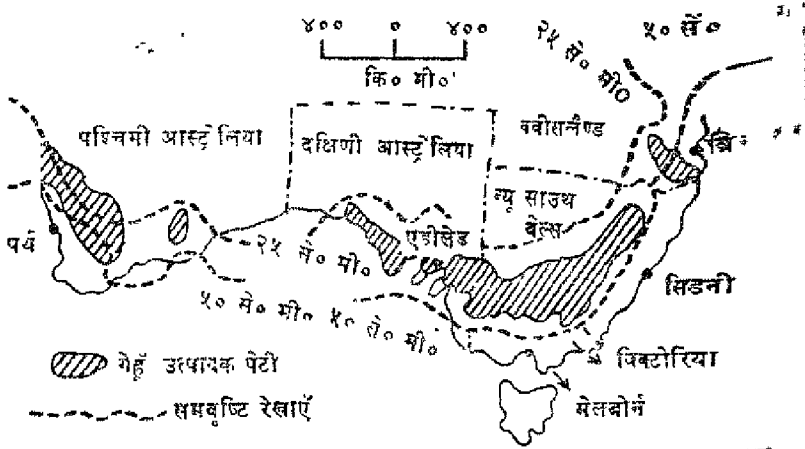 ४०० ० ४००
कि० मी०
२५ से० मी०
५० सें०
पश्चिमी आस्ट्रेलिया
दक्षिणी आस्ट्रेलिया
क्वींसलैण्ड
न्यू साउथ
वेल्स
एडीलेड
पर्थ
२५ से० मी०
५० से० मी०
५० से० मी०
सिडनी
विक्टोरिया
मेलबोर्न
गेहूँ उत्पादक पेटी
समवृष्टि रेखाएँ